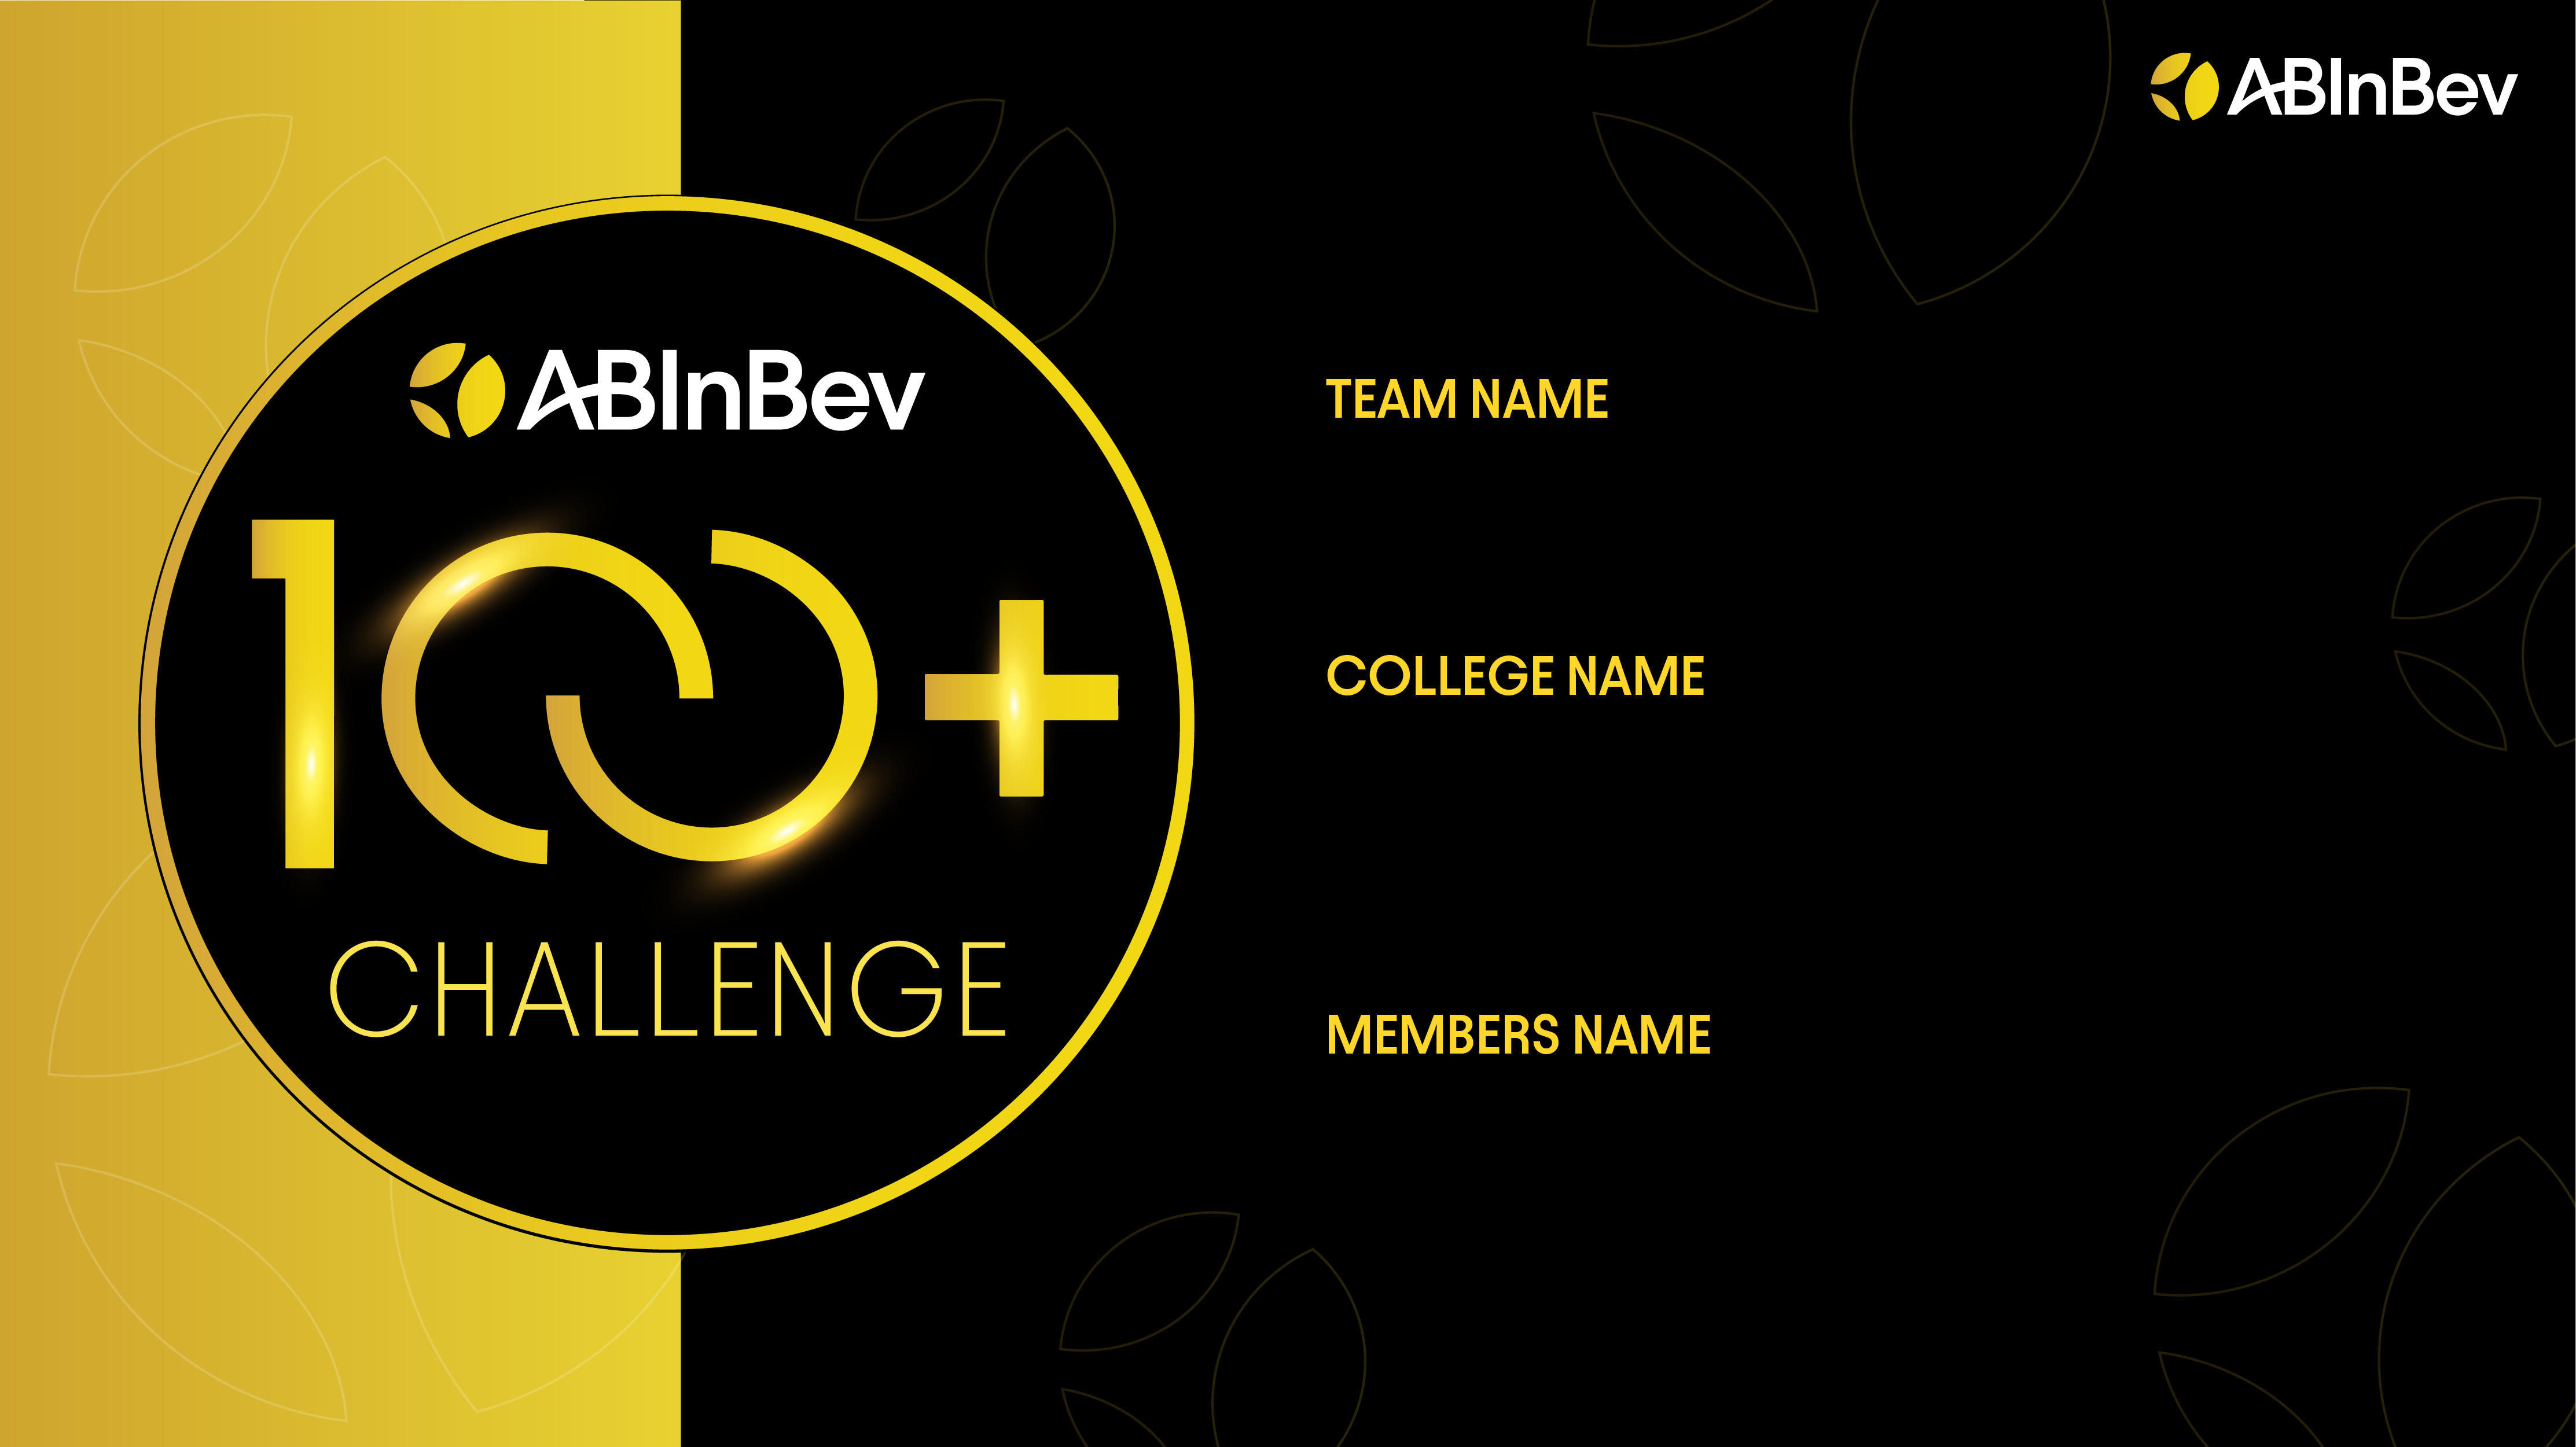 ABInBev
100+
CHALLENGE
ABInBev
TEAM NAME
COLLEGE NAME
MEMBERS NAME